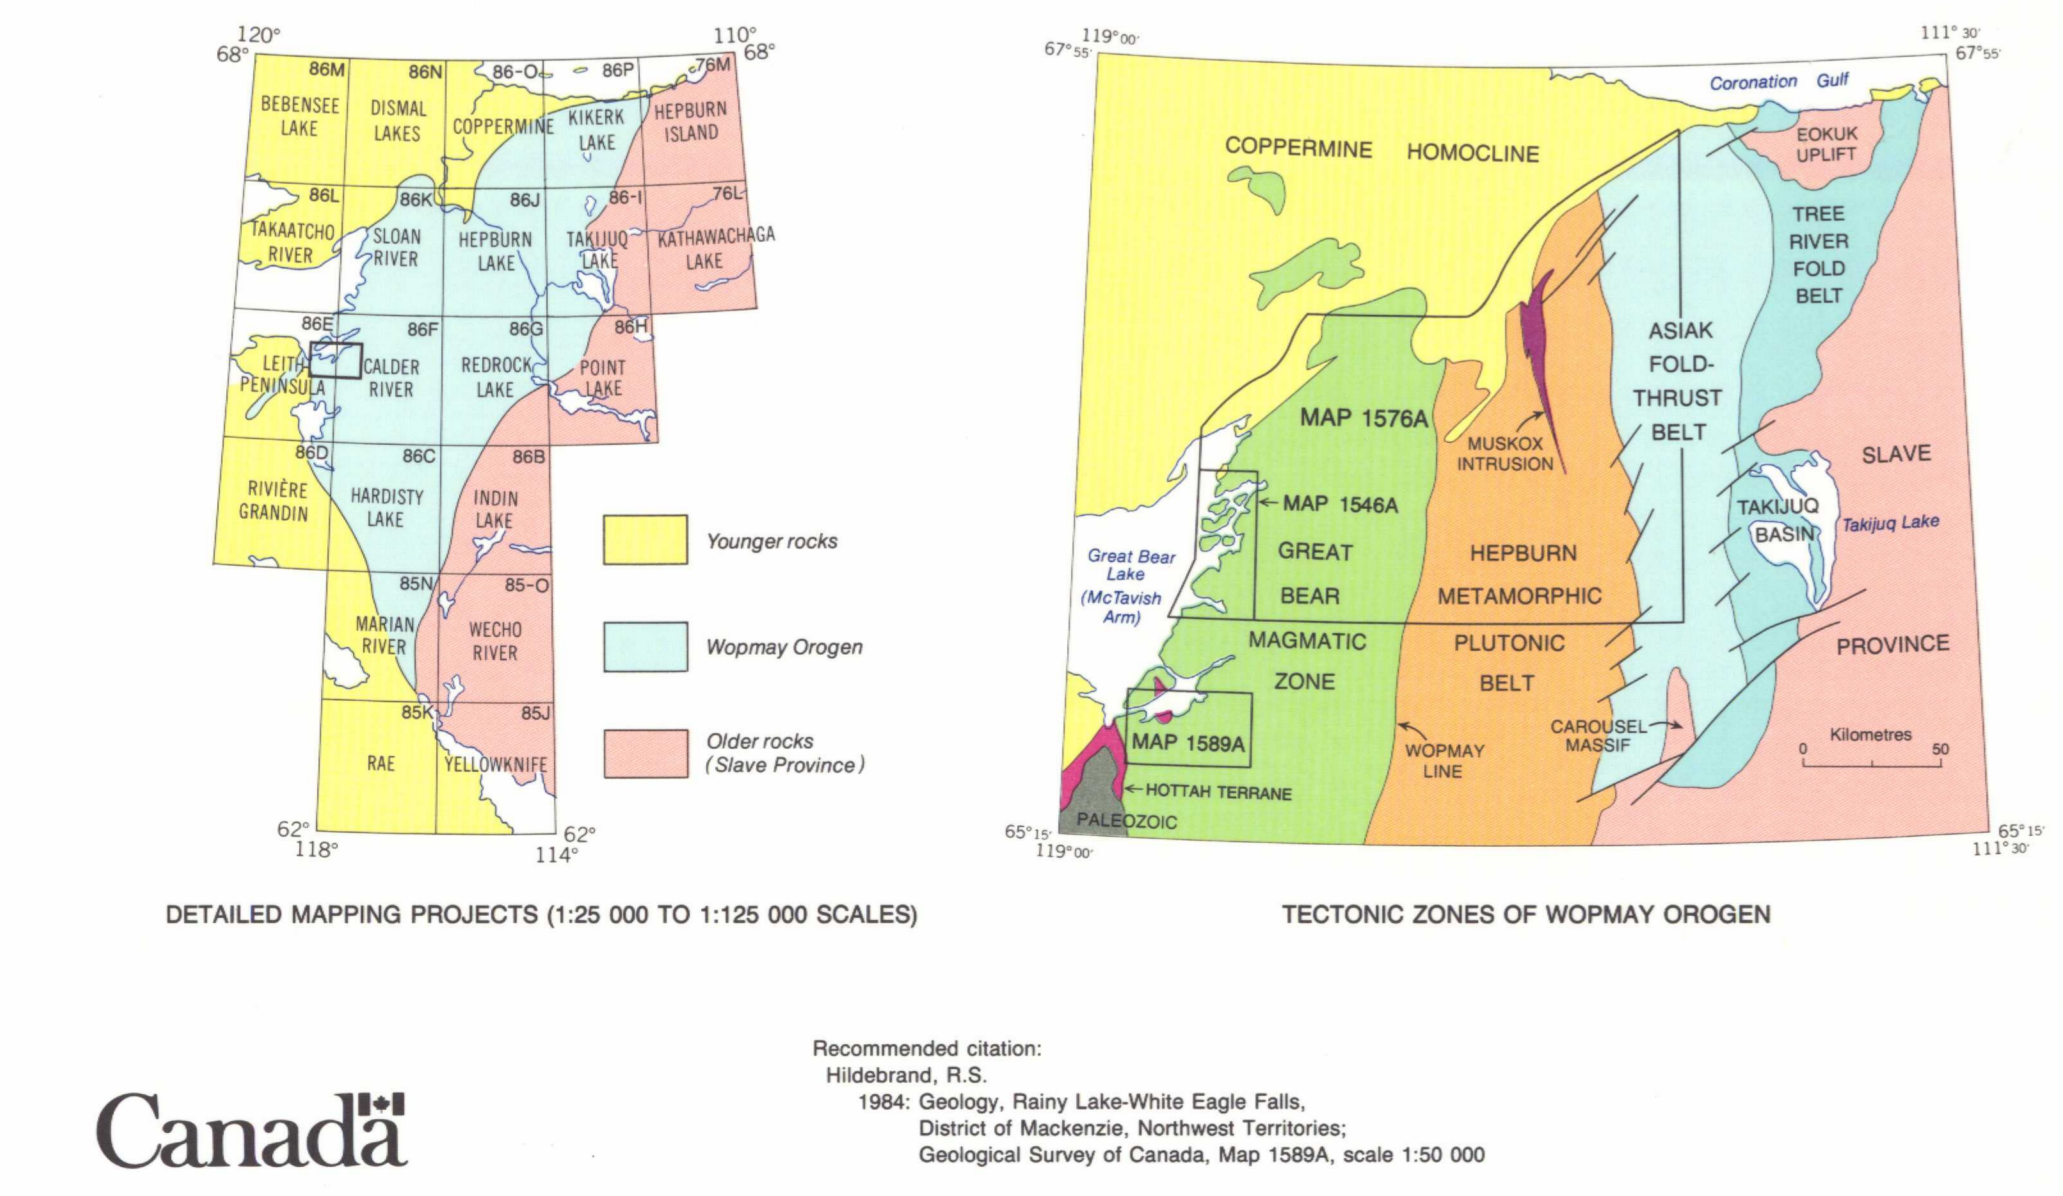 120°
110°
68°
68°
86M
86N
86-O
86P
76M
BEBENSEE
LAKE
DISMAL
LAKES
COPPERMINE
KIKERK
LAKE
HEPBURN
ISLAND
86L
86K
86J
86-I
76L
TAKAATCHO
RIVER
SLOAN
RIVER
HEPBURN
LAKE
TAKIJUQ
LAKE
KATHAWACHAGA
LAKE
86E
86F
86G
86H
LEITH
PENINSULA
CALDER
RIVER
REDROCK
LAKE
POINT
LAKE
86D
86C
86B
RIVIÈRE
GRANDIN
HARDISTY
LAKE
INDIN
LAKE
85N
85-O
MARIAN
RIVER
WECHO
RIVER
85K
85J
RAE
YELLOWKNIFE
62°
62°
118°
114°
Younger rocks
Wopmay Orogen
Older rocks
(Slave Province)
DETAILED MAPPING PROJECTS (1:25 000 TO 1:125 000 SCALES)
119°00'
111°30'
67°55'
67°55'
Coronation Gulf
COPPERMINE HOMOCLINE
EOKUK
UPLIFT
TREE
RIVER
FOLD
BELT
ASIAK
FOLD-
THRUST
BELT
MAP 1576A
MUSKOX
INTRUSION
SLAVE
PROVINCE
MAP 1546A
TAKIJUQ
BASIN
Takijuq Lake
Great Bear
Lake
(McTavish
Arm)
GREAT
BEAR
MAGMATIC
ZONE
HEPBURN
METAMORPHIC
PLUTONIC
BELT
MAP 1589A
WOPMAY
LINE
CAROUSEL
MASSIF
Kilometres
0 50
HOTTAH TERRANE
PALEOZOIC
65°15'
65°15'
119°00'
111°30'
TECTONIC ZONES OF WOPMAY OROGEN
Recommended citation:
Hildebrand, R.S.
1984: Geology, Rainy Lake-White Eagle Falls,
District of Mackenzie, Northwest Territories;
Geological Survey of Canada, Map 1589A, scale 1:50 000
Canada